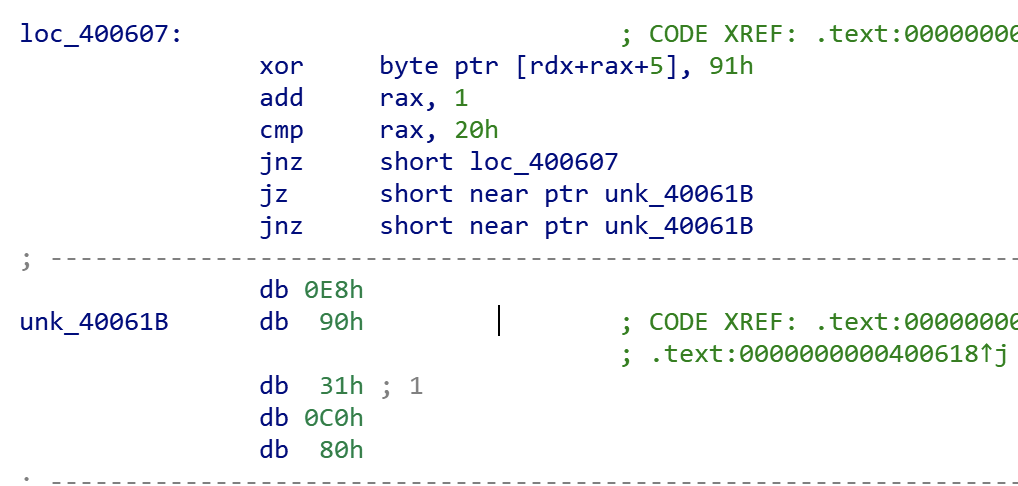 loc_400607: ; CODE XREF: .text:00000000
xor byte ptr [rdx+rax+5], 91h
add rax, 1
cmp rax, 20h
jnz short loc_400607
jz short near ptr unk_40061B
jnz short near ptr unk_40061B
; ---------------------------------------------------------------
db 0E8h
unk_40061B db 90h ; CODE XREF: .text:00000000
; .text:0000000000400618↑j
db 31h ; 1
db 0C0h
db 80h
; ---------------------------------------------------------------